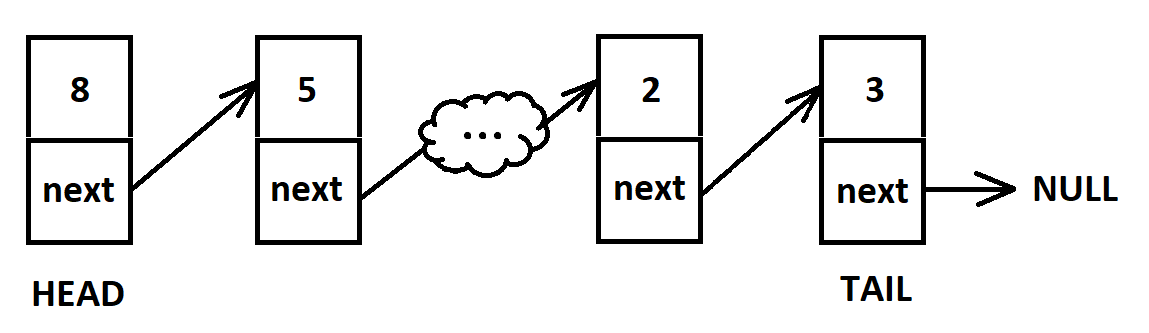 8 5 2 3
...
next next next next NULL
HEAD TAIL